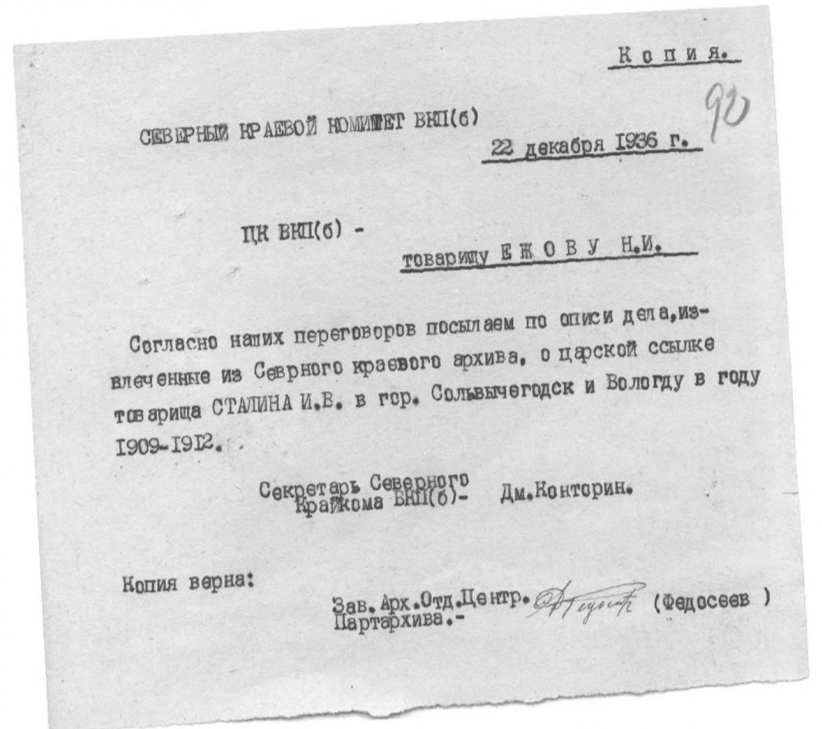 К о п и я.
92
СЕВЕРНЫЙ КРАЕВОЙ КОМИТЕТ ВКП(б)
22 декабря 1936 г.
ЦК ВКП(б) -
товарищу Е Ж О В У Н.И.
Согласно наших переговоров посылаем по описи дела,из-
влеченные из Севрного краевого архива, о царской ссылке
товарища СТАЛИНА И.В. в гор. Сольвычегодск и Вологду в году
1909-1912.
Секретарь Северного
Крайкома ВКП(б)- Дм.Конторин.
Копия верна:
Зав.Арх.Отд.Центр. (Федосеев )
Партархива.-